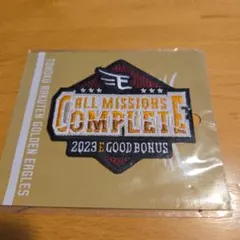 TOHOKU RAKUTEN GOLDEN EAGLES
E
ALL MISSIONS
COMPLETE
2023 E GOOD BONUS